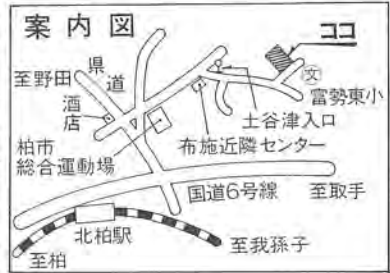 案内図
ココ
至野田
県道
酒店
文
富勢東小
土谷津入口
布施近隣センター
柏市
総合運動場
国道6号線
至取手
北柏駅
至我孫子
至柏